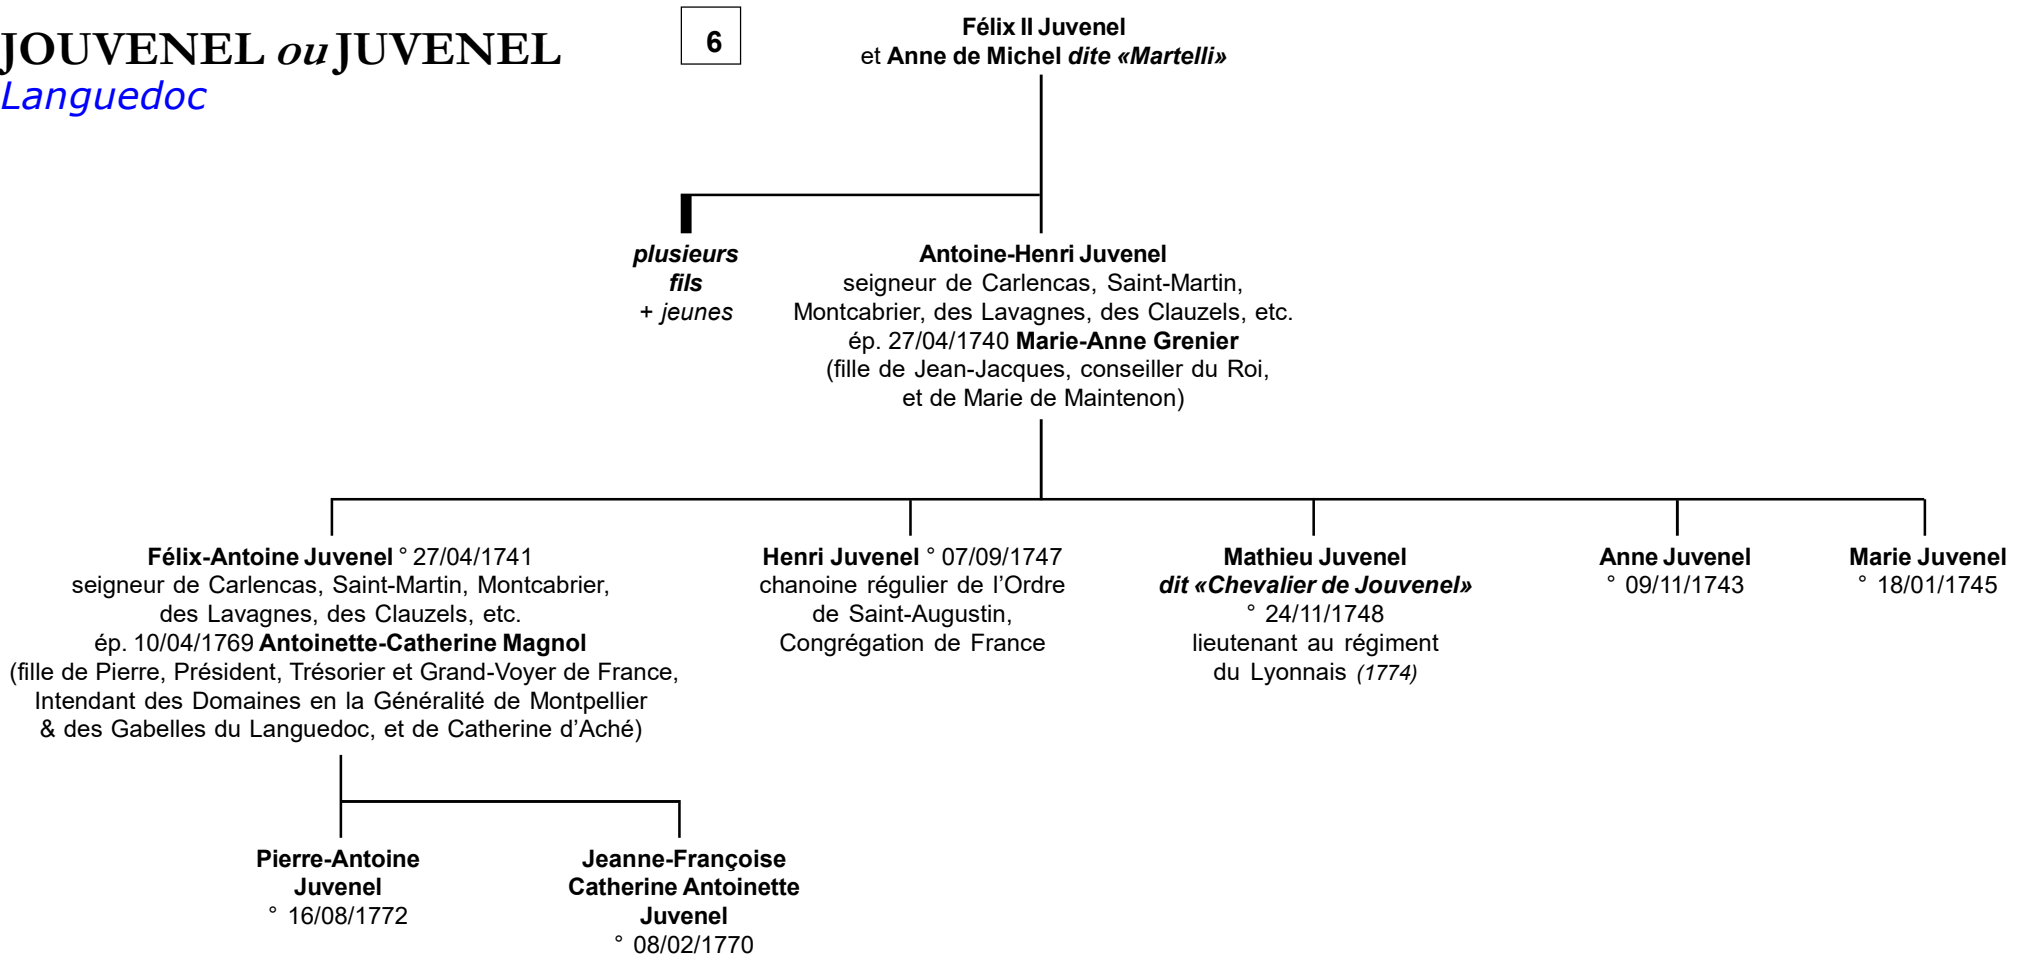 JOUVENEL ou JUVENEL
Languedoc
6
Félix II Juvenel
et Anne de Michel dite «Martelli»
plusieurs
fils
+ jeunes
Antoine-Henri Juvenel
seigneur de Carlencas, Saint-Martin,
Montcabrier, des Lavagnes, des Clauzels, etc.
ép. 27/04/1740 Marie-Anne Grenier
(fille de Jean-Jacques, conseiller du Roi,
et de Marie de Maintenon)
Félix-Antoine Juvenel ° 27/04/1741
seigneur de Carlencas, Saint-Martin, Montcabrier,
des Lavagnes, des Clauzels, etc.
ép. 10/04/1769 Antoinette-Catherine Magnol
(fille de Pierre, Président, Trésorier et Grand-Voyer de France,
Intendant des Domaines en la Généralité de Montpellier
& des Gabelles du Languedoc, et de Catherine d’Aché)
Henri Juvenel ° 07/09/1747
chanoine régulier de l’Ordre
de Saint-Augustin,
Congrégation de France
Mathieu Juvenel
dit «Chevalier de Jouvenel»
° 24/11/1748
lieutenant au régiment
du Lyonnais (1774)
Anne Juvenel
° 09/11/1743
Marie Juvenel
° 18/01/1745
Pierre-Antoine
Juvenel
° 16/08/1772
Jeanne-Françoise
Catherine Antoinette
Juvenel
° 08/02/1770